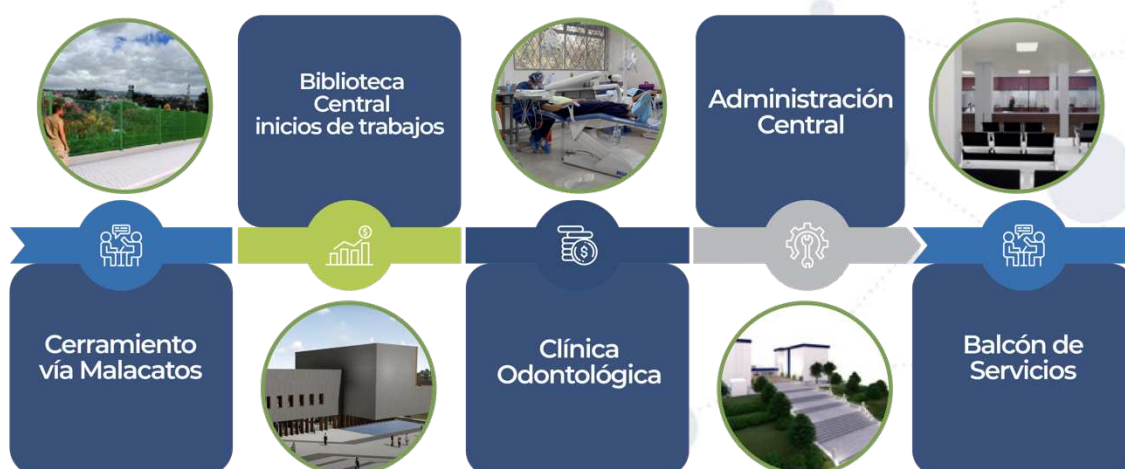 Biblioteca
Central
inicios de trabajos
Administración
Central
Cerramiento
vía Malacatos
Clínica
Odontológica
Balcón de
Servicios